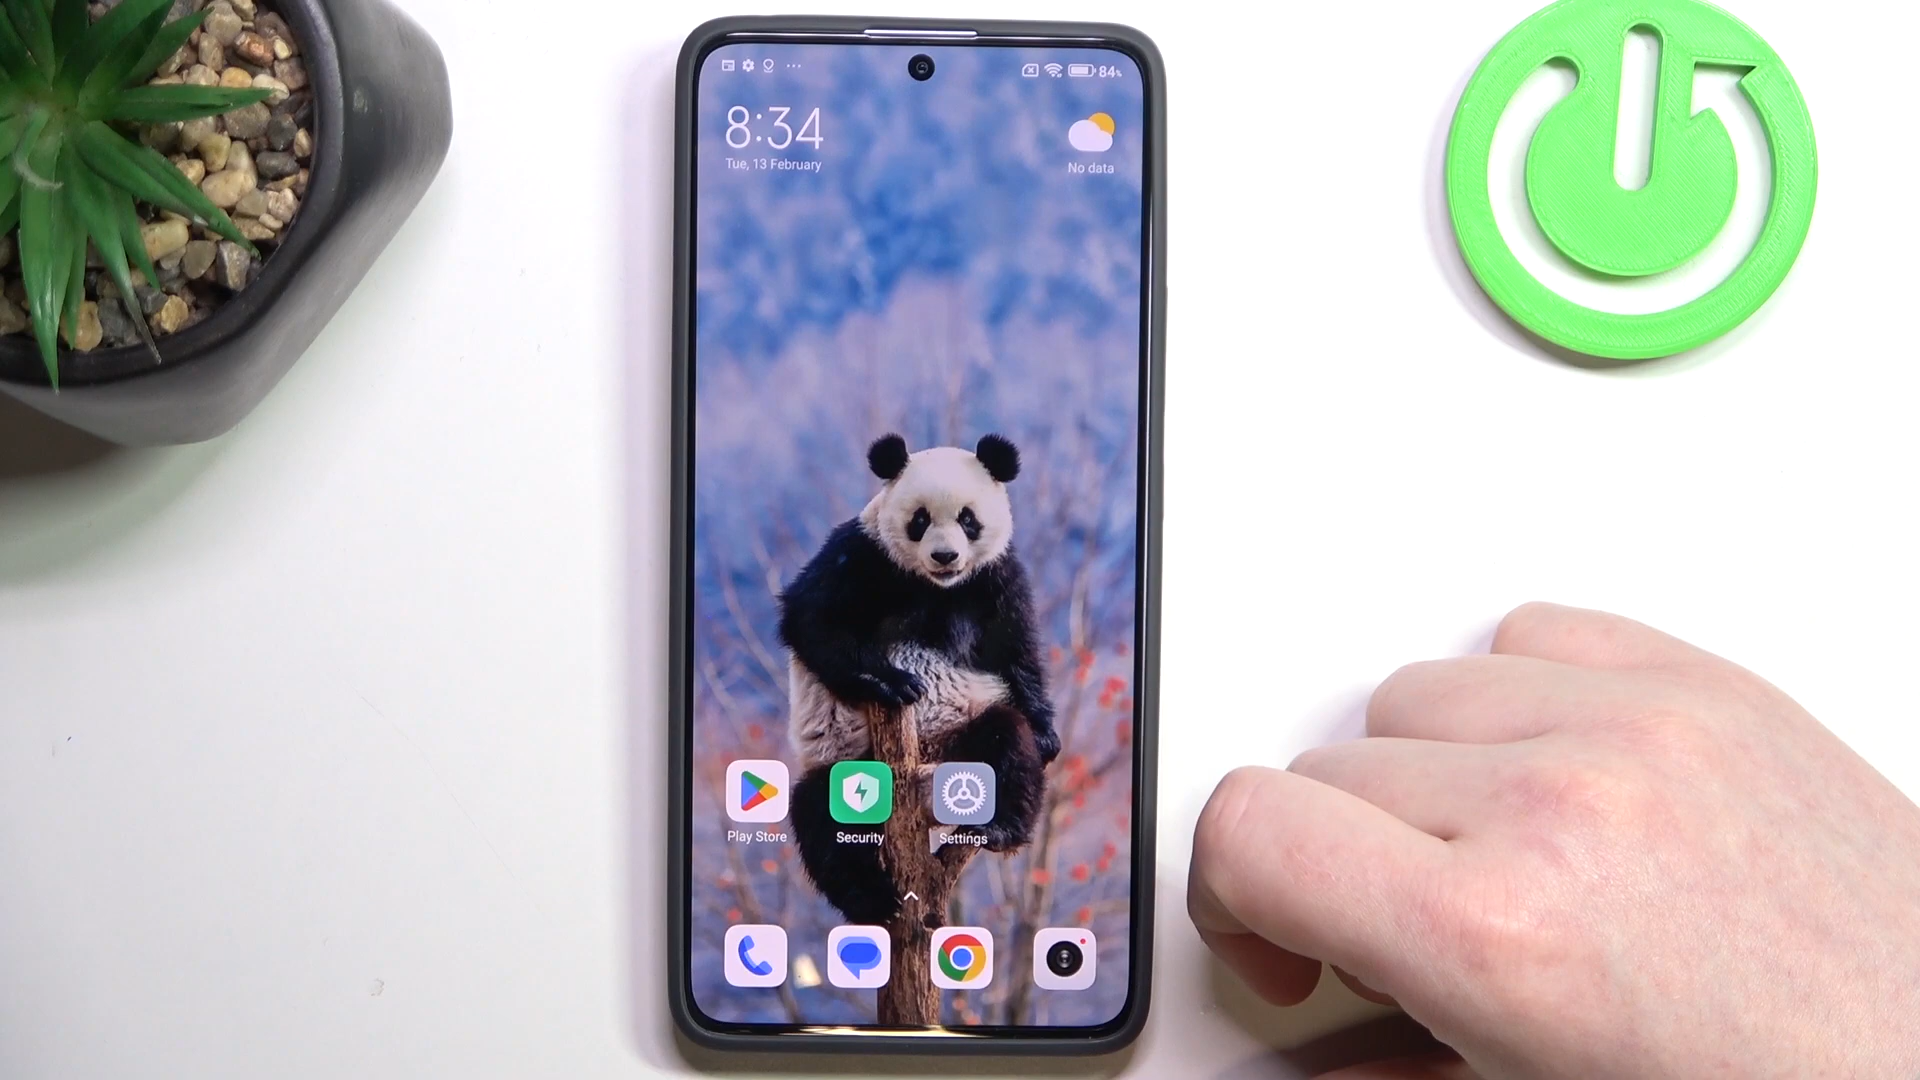 84%
8:34
Tue, 13 February
No data
Play Store
Security
Settings